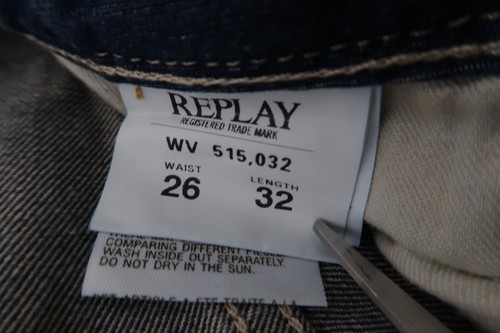 REPLAY
REGISTERED TRADE MARK
WV 515,032
WAIST LENGTH
26 32
COMPARING DIFFERENT PIECES
WASH INSIDE OUT SEPARATELY
DO NOT DRY IN THE SUN.